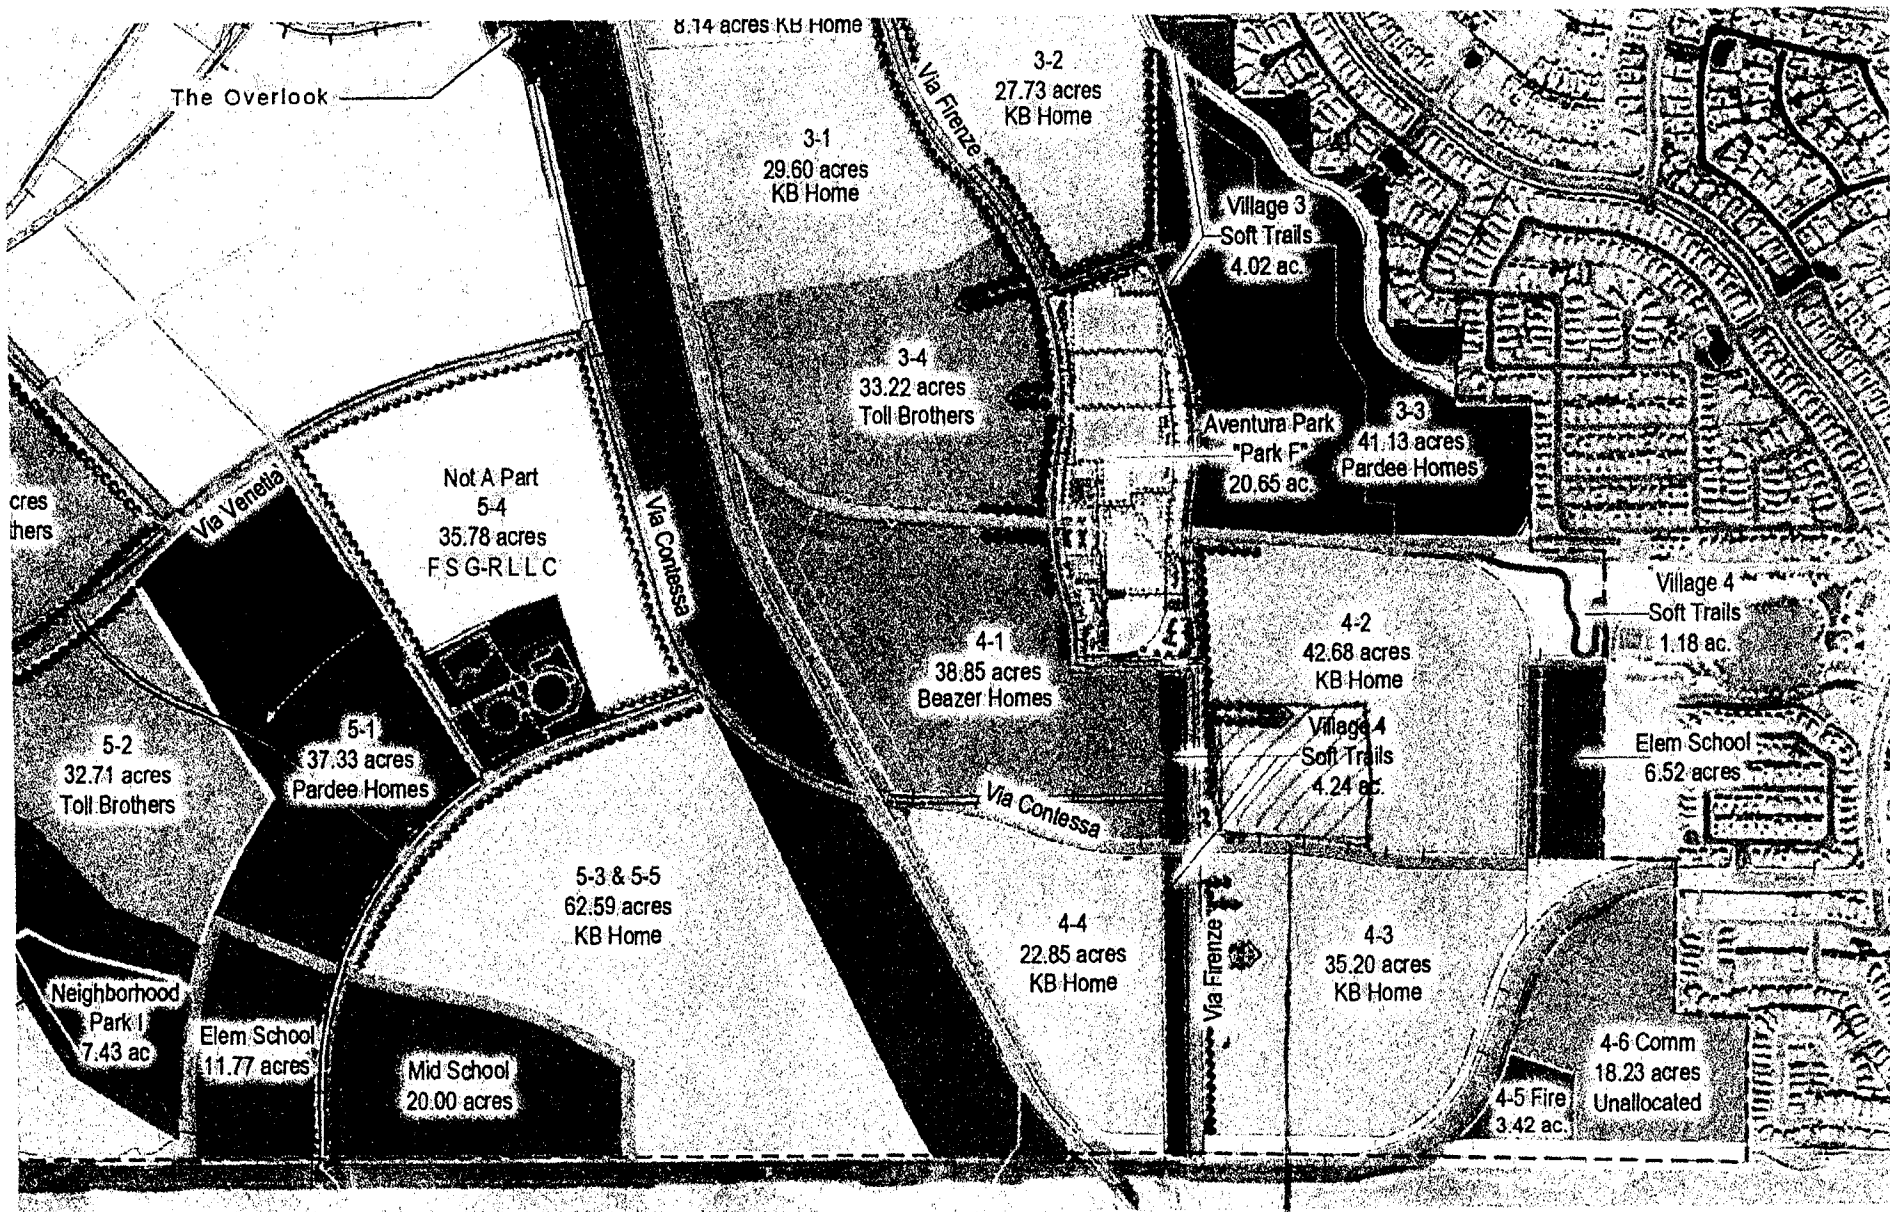 8.14 acres KB Home
The Overlook
Via Firenze
3-2
27.73 acres
KB Home
3-1
29.60 acres
KB Home
Village 3
Soft Trails
4.02 ac.
3-4
33.22 acres
Toll Brothers
Aventura Park
"Park F"
20.65 ac.
3-3
41.13 acres
Pardee Homes
cres
thers
Via Venetia
Not A Part
5-4
35.78 acres
F S G-R L L C
Via Contessa
4-1
38.85 acres
Beazer Homes
4-2
42.68 acres
KB Home
Village 4
Soft Trails
1.18 ac.
5-2
32.71 acres
Toll Brothers
5-1
37.33 acres
Pardee Homes
Village 4
Soft Trails
4.24 ac.
Elem School
6.52 acres
Via Contessa
5-3 & 5-5
62.59 acres
KB Home
4-4
22.85 acres
KB Home
Via Firenze
4-3
35.20 acres
KB Home
Neighborhood
Park I
7.43 ac
Elem School
11.77 acres
Mid School
20.00 acres
4-5 Fire
3.42 ac.
4-6 Comm
18.23 acres
Unallocated